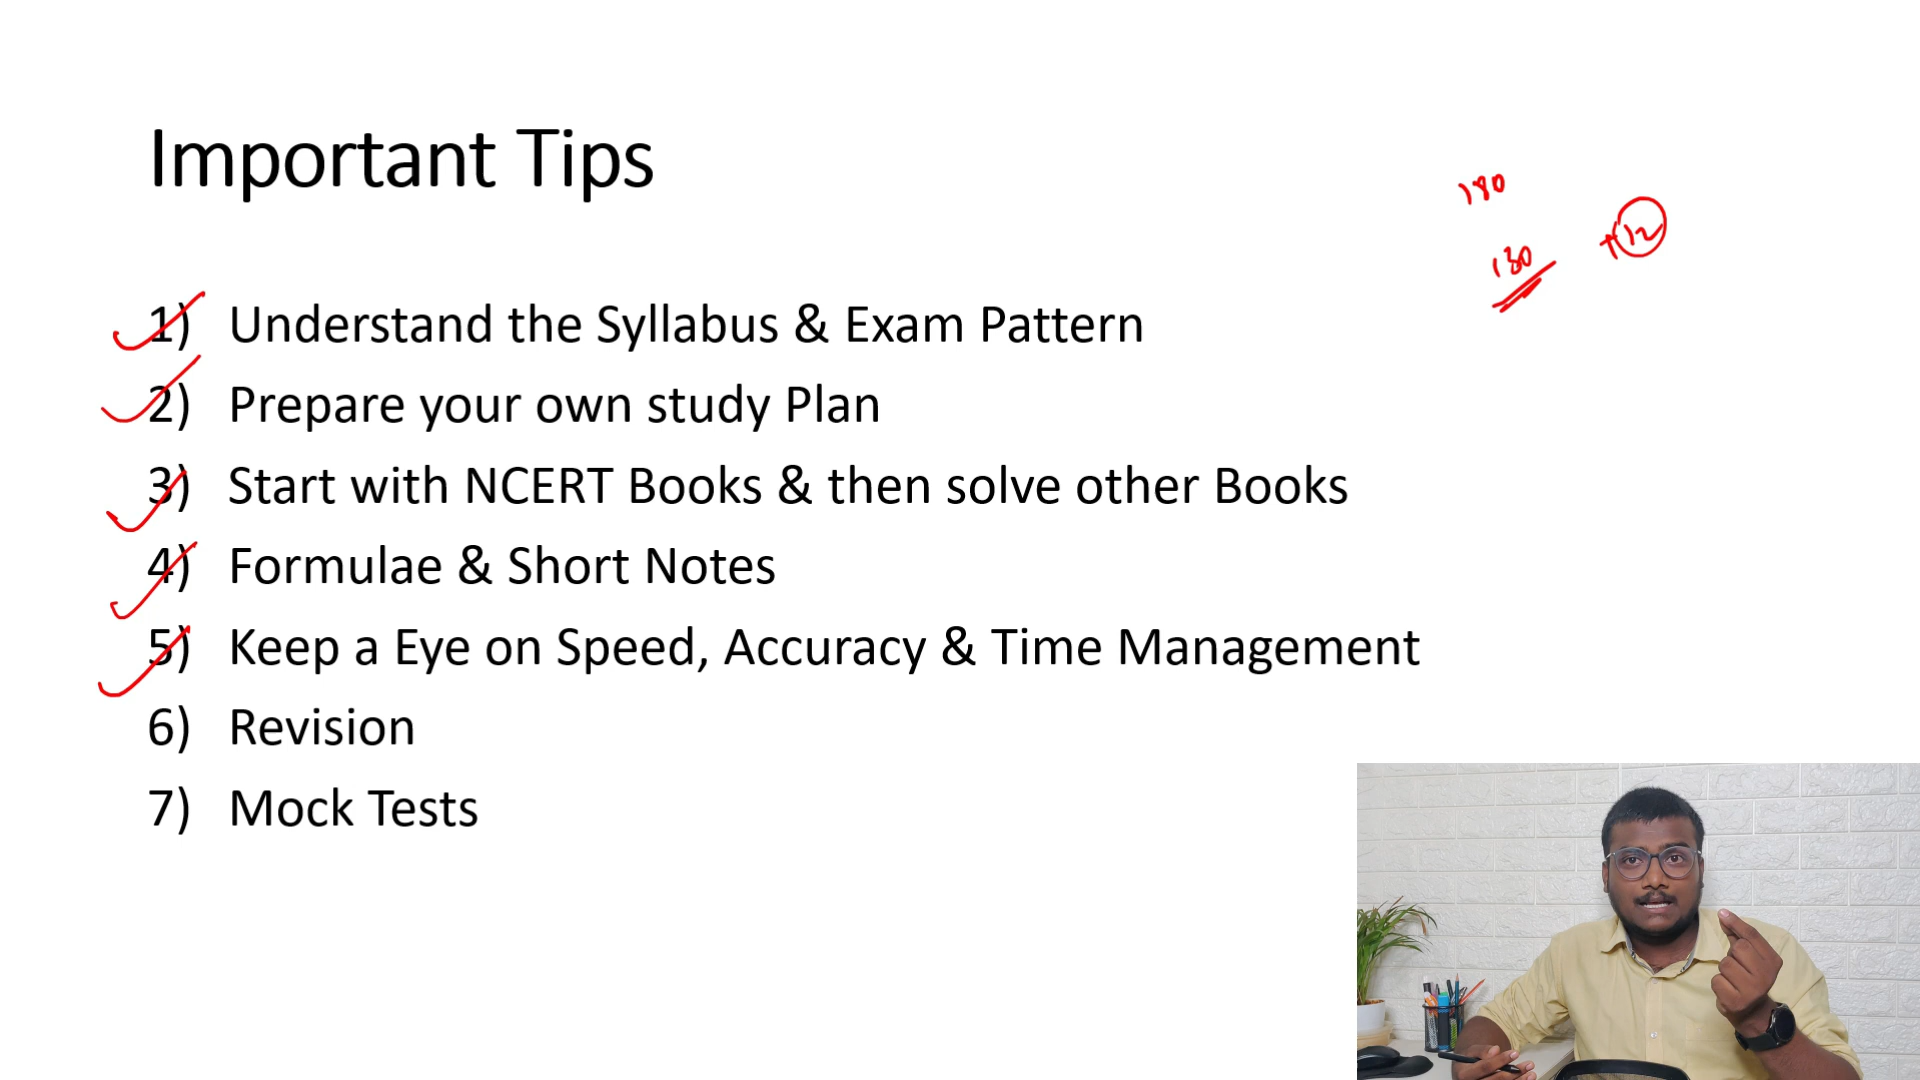 Important Tips
180
180
+12
1) Understand the Syllabus & Exam Pattern
2) Prepare your own study Plan
3) Start with NCERT Books & then solve other Books
4) Formulae & Short Notes
5) Keep a Eye on Speed, Accuracy & Time Management
6) Revision
7) Mock Tests